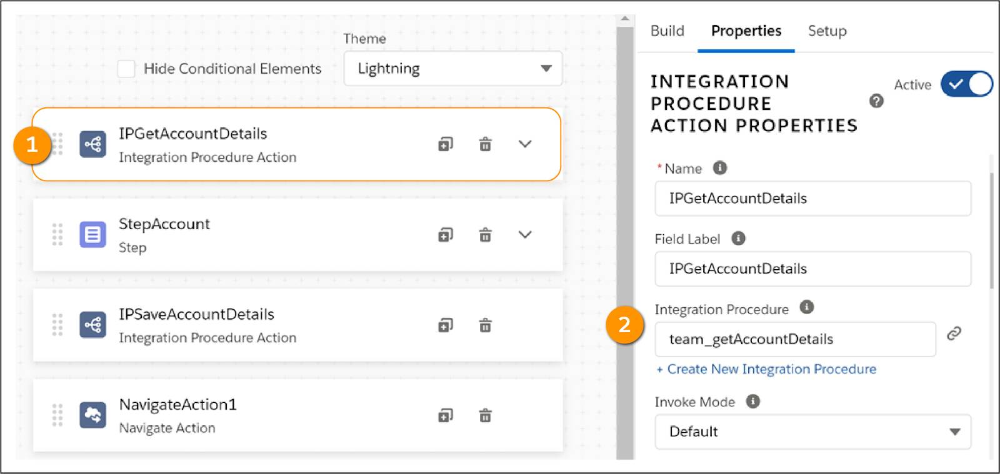 Theme
Hide Conditional Elements
Lightning
1
IPGetAccountDetails
Integration Procedure Action
StepAccount
Step
IPSaveAccountDetails
Integration Procedure Action
NavigateAction1
Navigate Action
Build Properties Setup
INTEGRATION
PROCEDURE
ACTION PROPERTIES
Active
* Name
IPGetAccountDetails
Field Label
IPGetAccountDetails
2
Integration Procedure
team_getAccountDetails
+ Create New Integration Procedure
Invoke Mode
Default